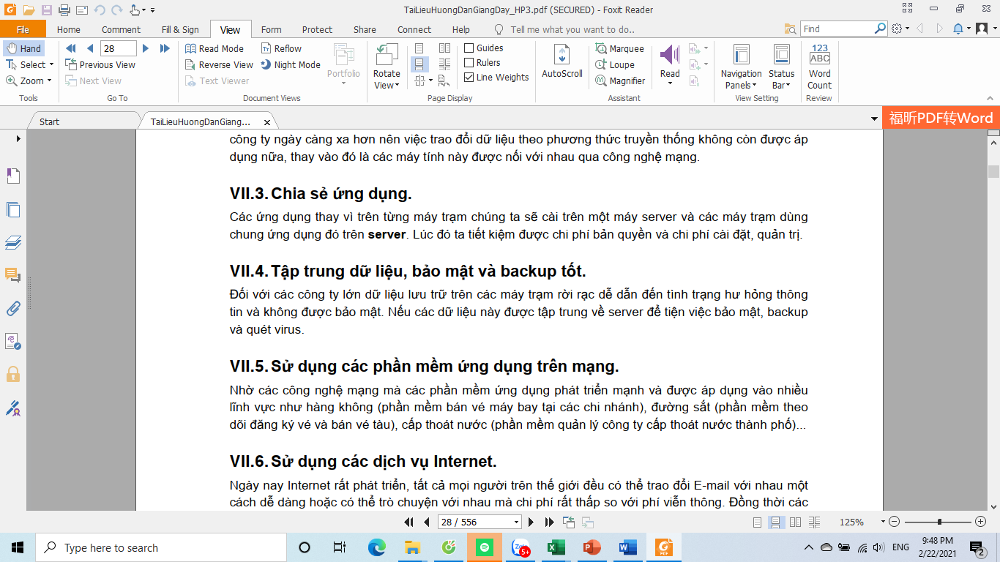 TaiLieuHuongDanGiangDay_HP3.pdf (SECURED) - Foxit Reader
File Home Comment Fill & Sign View Form Protect Share Connect Help Tell me what you want to do.. Find
Hand 28 Read Mode Reflow Guides Marquee 123
Select Previous View Reverse View Night Mode Portfolio Rotate View Rulers AutoScroll Loupe Read Navigation Panels Status Bar ABC Word Count
Zoom Next View Text Viewer Line Weights Magnifier
Tools Go To Document Views Page Display Assistant View Setting Review
Start TaiLieuHuongDanGiang... 福昕PDF转Word
công ty ngày càng xa hơn nên việc trao đổi dữ liệu theo phương thức truyền thống không còn được áp
dụng nữa, thay vào đó là các máy tính này được nối với nhau qua công nghệ mạng.
VII.3. Chia sẻ ứng dụng.
Các ứng dụng thay vì trên từng máy trạm chúng ta sẽ cài trên một máy server và các máy trạm dùng
chung ứng dụng đó trên server. Lúc đó ta tiết kiệm được chi phí bản quyền và chi phí cài đặt, quản trị.
VII.4. Tập trung dữ liệu, bảo mật và backup tốt.
Đối với các công ty lớn dữ liệu lưu trữ trên các máy trạm rời rạc dễ dẫn đến tình trạng hư hỏng thông
tin và không được bảo mật. Nếu các dữ liệu này được tập trung về server để tiện việc bảo mật, backup
và quét virus.
VII.5. Sử dụng các phần mềm ứng dụng trên mạng.
Nhờ các công nghệ mạng mà các phần mềm ứng dụng phát triển mạnh và được áp dụng vào nhiều
lĩnh vực như hàng không (phần mềm bán vé máy bay tại các chi nhánh), đường sắt (phần mềm theo
dõi đăng ký vé và bán vé tàu), cấp thoát nước (phần mềm quản lý công ty cấp thoát nước thành phố)...
VII.6. Sử dụng các dịch vụ Internet.
Ngày nay Internet rất phát triển, tất cả mọi người trên thế giới đều có thể trao đổi E-mail với nhau một
cách dễ dàng hoặc có thể trò chuyện với nhau mà chi phí rất thấp so với phí viễn thông. Đồng thời các
28 / 556 125%
Type here to search 5+ ENG 9:48 PM
2/22/2021 2